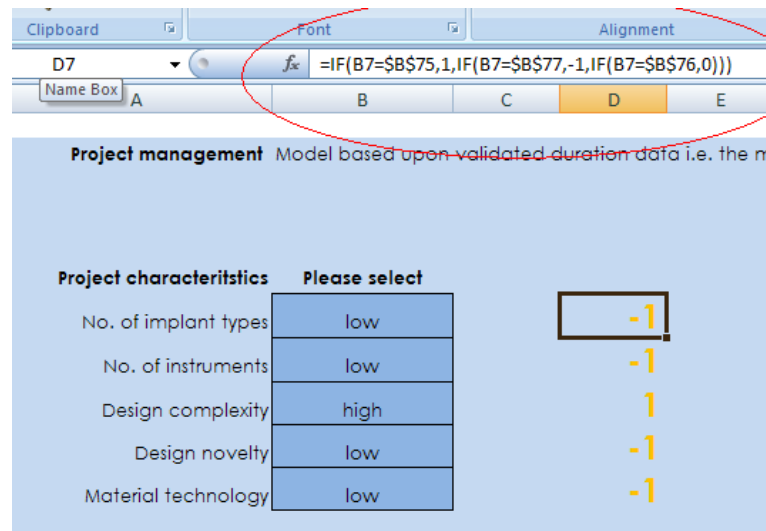 Clipboard Font Alignment
D7 fx =IF(B7=$B$75,1,IF(B7=$B$77,-1,IF(B7=$B$76,0)))
Name Box
A B C D E
Project management Model based upon validated duration data i.e. the m
Project characteritstics Please select
No. of implant types low -1
No. of instruments low -1
Design complexity high 1
Design novelty low -1
Material technology low -1